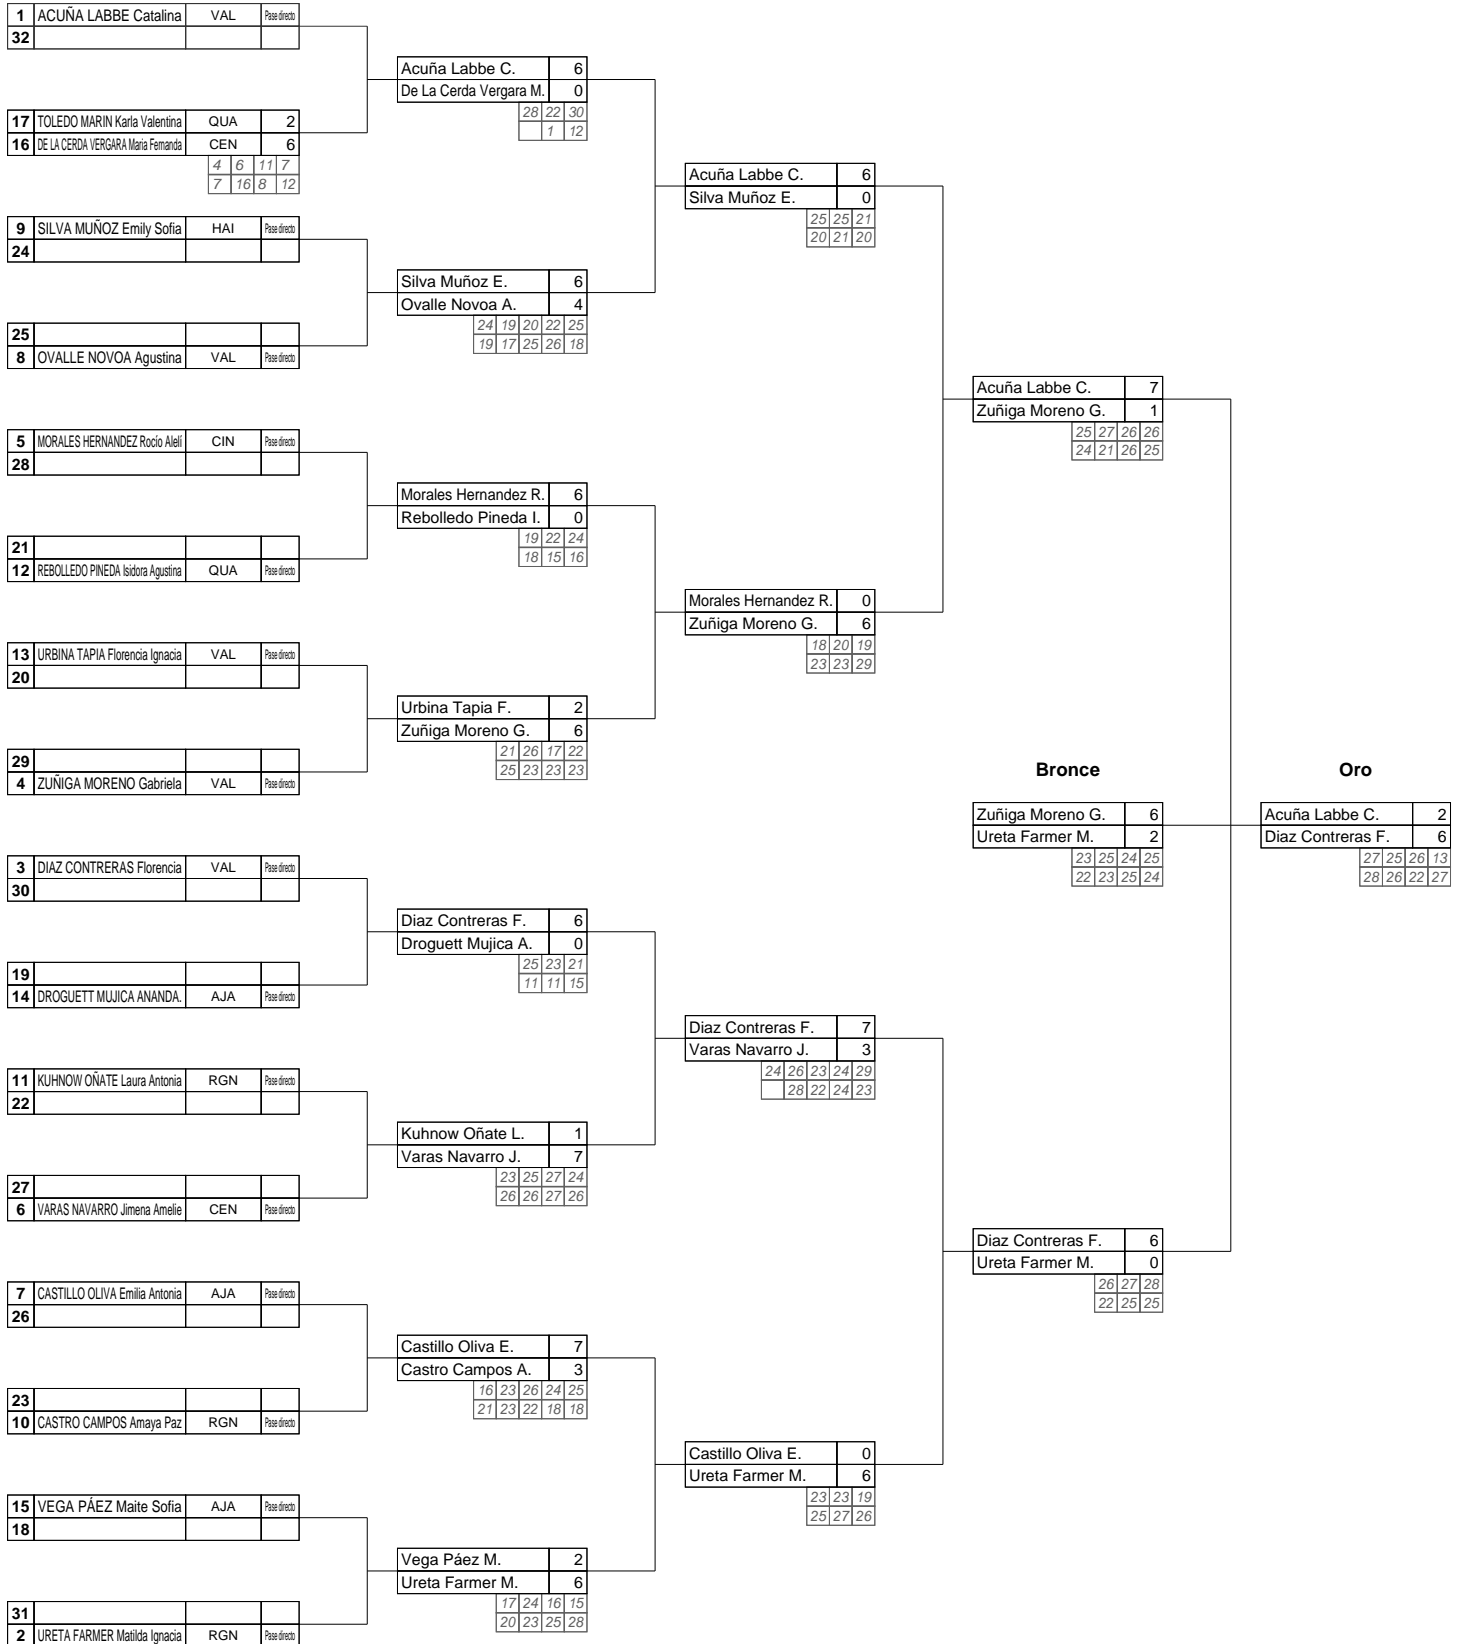 1 ACUÑA LABBE Catalina VAL Pase directo
32
Acuña Labbe C. 6
De La Cerda Vergara M. 0
28 22 30
1 12
17 TOLEDO MARIN Karla Valentina QUA 2
16 DE LA CERDA VERGARA Maria Fernanda CEN 6
4 6 11 7
7 16 8 12
Acuña Labbe C. 6
Silva Muñoz E. 0
25 25 21
20 21 20
9 SILVA MUÑOZ Emily Sofia HAI Pase directo
24
Silva Muñoz E. 6
Ovalle Novoa A. 4
24 19 20 22 25
19 17 25 26 18
25
8 OVALLE NOVOA Agustina VAL Pase directo
Acuña Labbe C. 7
Zuñiga Moreno G. 1
25 27 26 26
24 21 26 25
5 MORALES HERNANDEZ Rocío Alelí CIN Pase directo
28
Morales Hernandez R. 6
Rebolledo Pineda I. 0
19 22 24
18 15 16
21
12 REBOLLEDO PINEDA Isidora Agustina QUA Pase directo
Morales Hernandez R. 0
Zuñiga Moreno G. 6
18 20 19
23 23 29
13 URBINA TAPIA Florencia Ignacia VAL Pase directo
20
Urbina Tapia F. 2
Zuñiga Moreno G. 6
21 26 17 22
25 23 23 23
29
4 ZUÑIGA MORENO Gabriela VAL Pase directo
Bronce Oro
Zuñiga Moreno G. 6
Ureta Farmer M. 2
23 25 24 25
22 23 25 24
Acuña Labbe C. 2
Diaz Contreras F. 6
27 25 26 13
28 26 22 27
3 DIAZ CONTRERAS Florencia VAL Pase directo
30
Diaz Contreras F. 6
Droguett Mujica A. 0
25 23 21
11 11 15
19
14 DROGUETT MUJICA ANANDA. AJA Pase directo
Diaz Contreras F. 7
Varas Navarro J. 3
24 26 23 24 29
28 22 24 23
11 KUHNOW OÑATE Laura Antonia RGN Pase directo
22
Kuhnow Oñate L. 1
Varas Navarro J. 7
23 25 27 24
26 26 27 26
27
6 VARAS NAVARRO Jimena Amelie CEN Pase directo
Diaz Contreras F. 6
Ureta Farmer M. 0
26 27 28
22 25 25
7 CASTILLO OLIVA Emilia Antonia AJA Pase directo
26
Castillo Oliva E. 7
Castro Campos A. 3
16 23 26 24 25
21 23 22 18 18
23
10 CASTRO CAMPOS Amaya Paz RGN Pase directo
Castillo Oliva E. 0
Ureta Farmer M. 6
23 23 19
25 27 26
15 VEGA PÁEZ Maite Sofia AJA Pase directo
18
Vega Páez M. 2
Ureta Farmer M. 6
17 24 16 15
20 23 25 28
31
2 URETA FARMER Matilda Ignacia RGN Pase directo